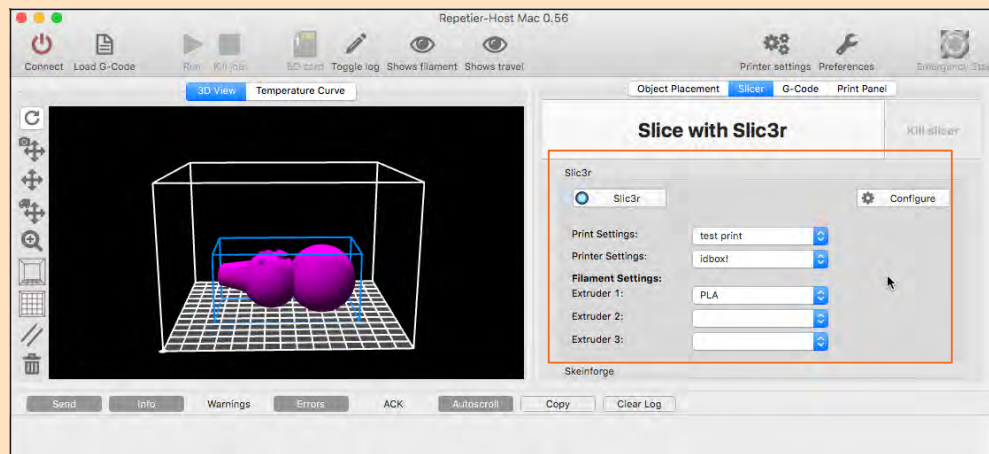 Repetier-Host Mac 0.56
Connect Load G-Code Run Kill job SD card Toggle log Shows filament Shows travel Printer settings Preferences Emergency Stop
3D View Temperature Curve Object Placement Slicer G-Code Print Panel
Slice with Slic3r Kill slicer
Slic3r
Slic3r Configure
Print Settings: test print
Printer Settings: idbox!
Filament Settings:
Extruder 1: PLA
Extruder 2:
Extruder 3:
Skeinforge
Send Info Warnings Errors ACK Autoscroll Copy Clear Log